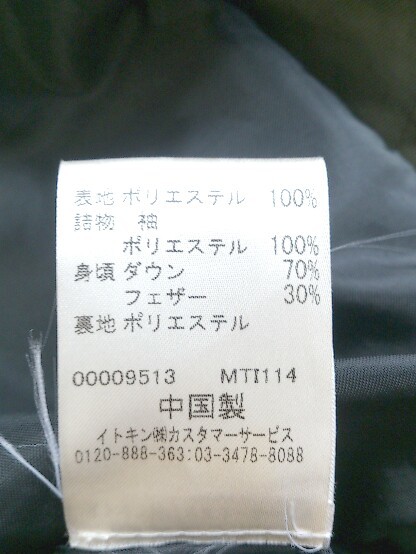 表地 ポリエステル 100%
詰物 袖
ポリエステル 100%
身頃 ダウン 70%
フェザー 30%
裏地 ポリエステル
00009513 MTI114
中国製
イトキン㈱カスタマーサービス
0120-888-363:03-3478-8088